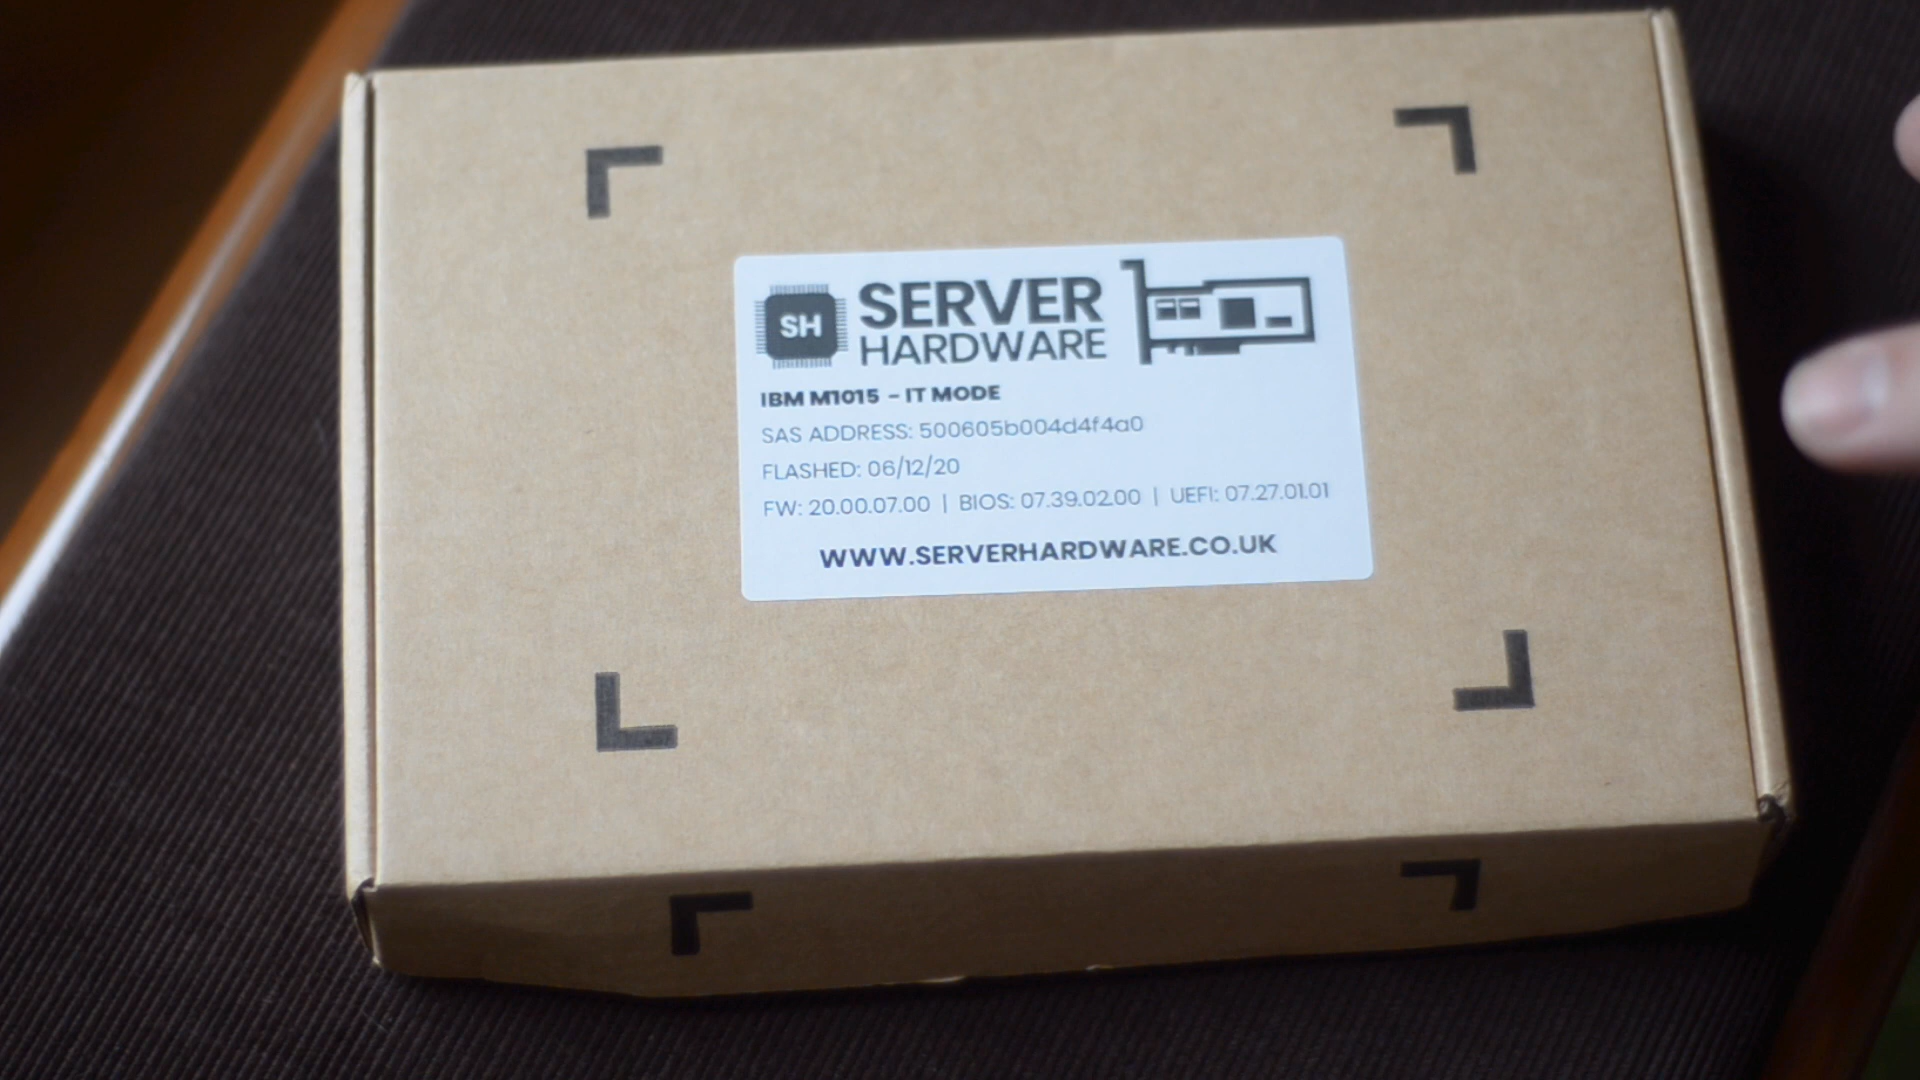 SH
SERVER
HARDWARE
IBM M1015 - IT MODE
SAS ADDRESS: 500605b004d4f4a0
FLASHED: 06/12/20
FW: 20.00.07.00 | BIOS: 07.39.02.00 | UEFI: 07.27.01.01
WWW.SERVERHARDWARE.CO.UK